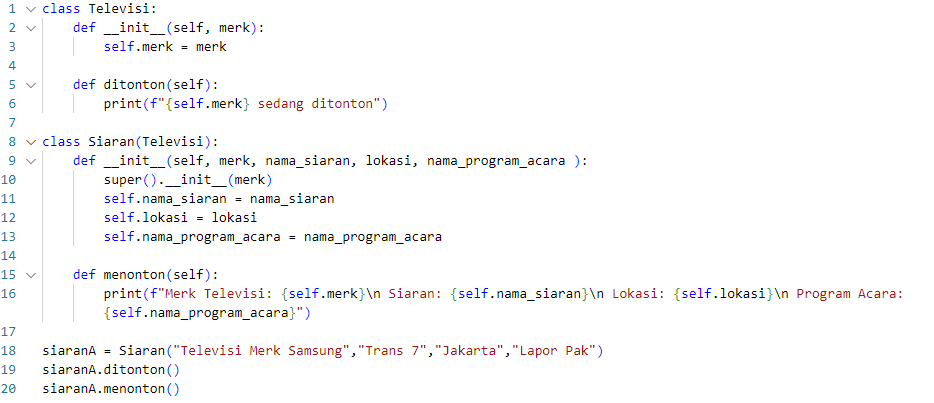 1 class Televisi:
2     def __init__(self, merk):
3         self.merk = merk
4
5     def ditonton(self):
6         print(f"{self.merk} sedang ditonton")
7
8 class Siaran(Televisi):
9     def __init__(self, merk, nama_siaran, lokasi, nama_program_acara ):
10         super().__init__(merk)
11         self.nama_siaran = nama_siaran
12         self.lokasi = lokasi
13         self.nama_program_acara = nama_program_acara
14
15     def menonton(self):
16         print(f"Merk Televisi: {self.merk}\n Siaran: {self.nama_siaran}\n Lokasi: {self.lokasi}\n Program Acara:
        {self.nama_program_acara}")
17
18 siaranA = Siaran("Televisi Merk Samsung","Trans 7","Jakarta","Lapor Pak")
19 siaranA.ditonton()
20 siaranA.menonton()